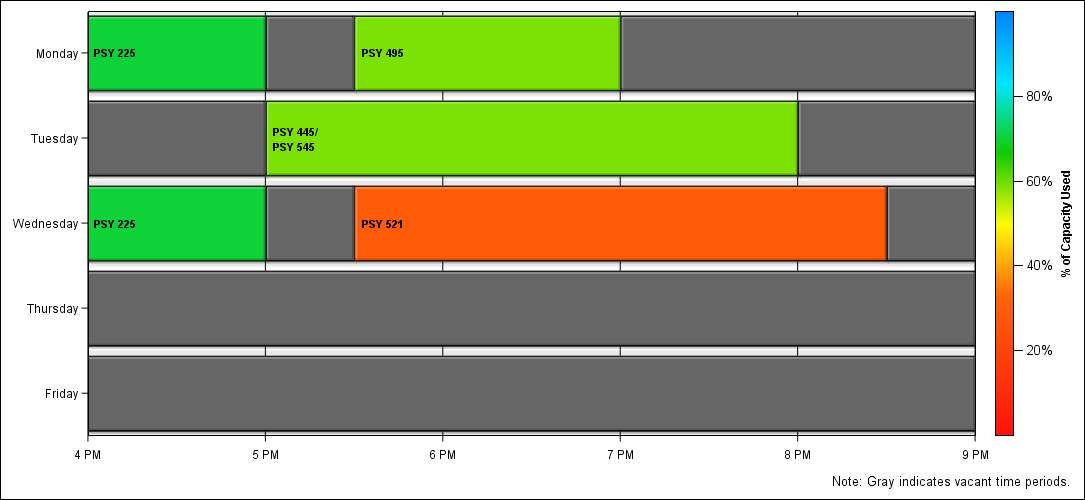 Monday
PSY 225
PSY 495
Tuesday
PSY 445/
PSY 545
Wednesday
PSY 225
PSY 521
Thursday
Friday
4 PM
5 PM
6 PM
7 PM
8 PM
9 PM
80%
60%
40%
20%
% of Capacity Used
Note: Gray indicates vacant time periods.